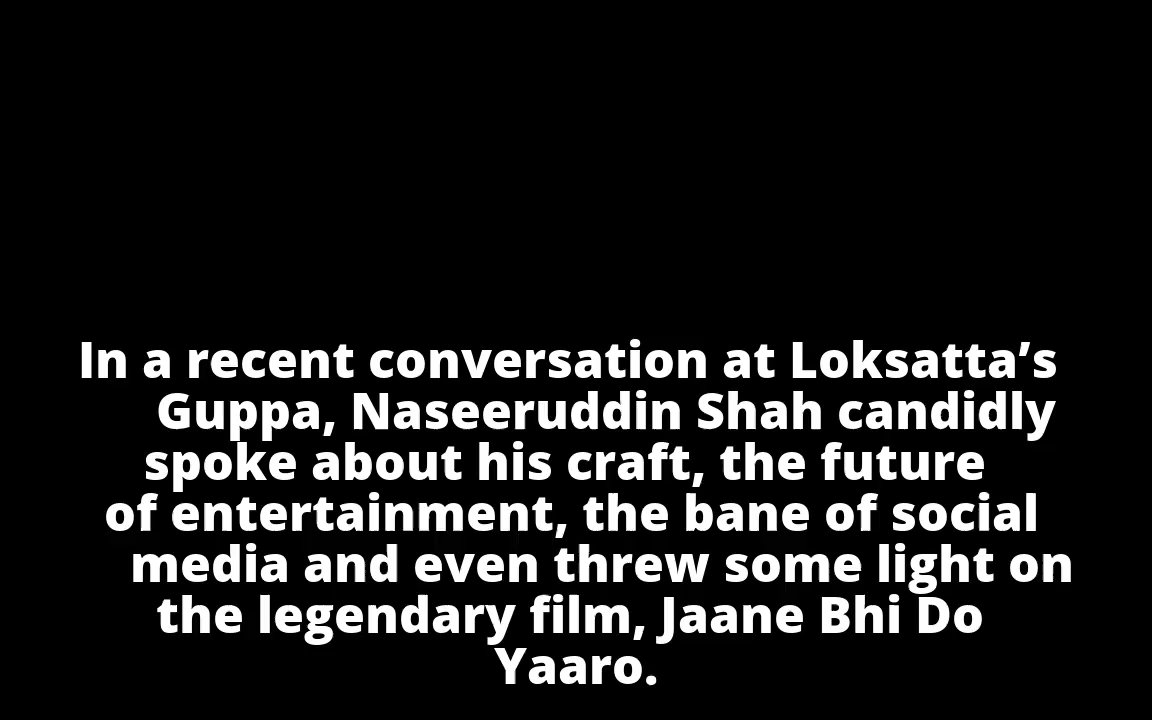 In a recent conversation at Loksatta’s
Guppa, Naseeruddin Shah candidly
spoke about his craft, the future
of entertainment, the bane of social
media and even threw some light on
the legendary film, Jaane Bhi Do
Yaaro.